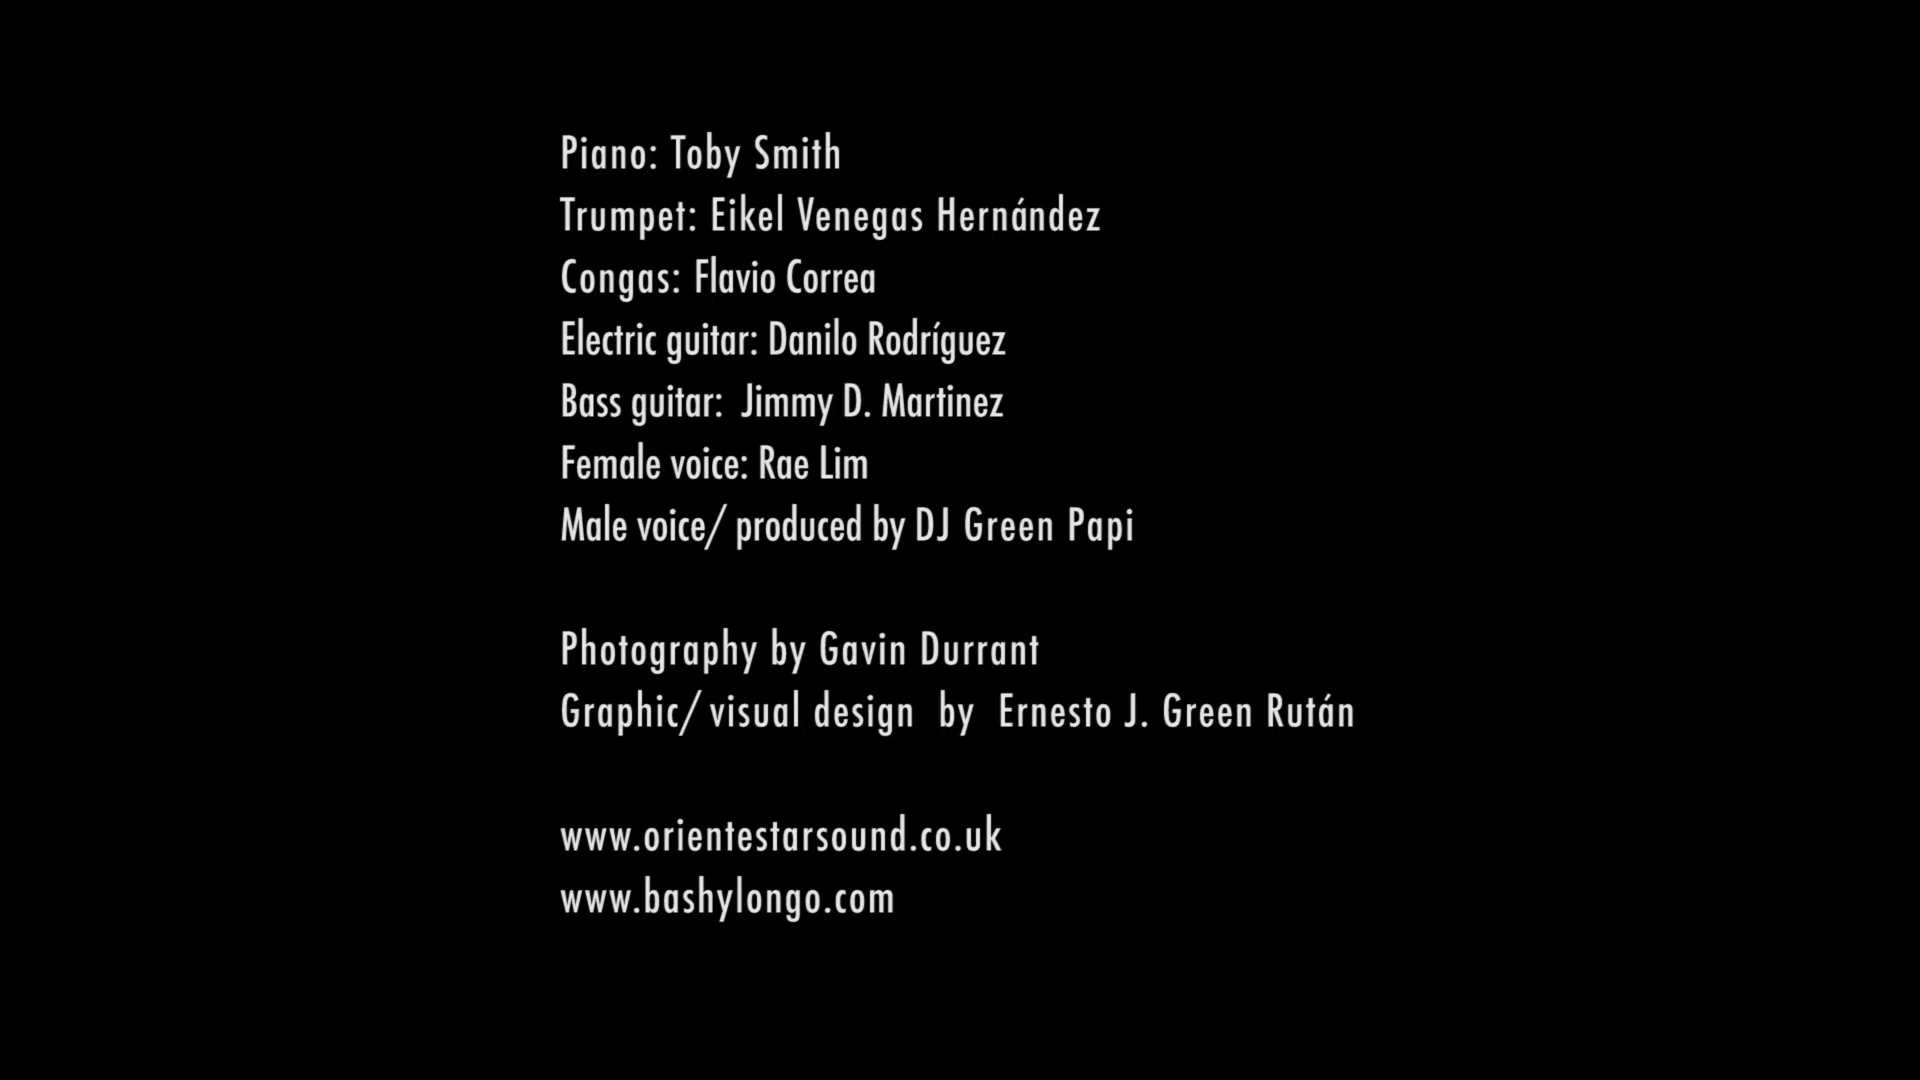 Piano: Toby Smith
Trumpet: Eikel Venegas Hernández
Congas: Flavio Correa
Electric guitar: Danilo Rodríguez
Bass guitar:  Jimmy D. Martinez
Female voice: Rae Lim
Male voice/ produced by DJ Green Papi
Photography by Gavin Durrant
Graphic/ visual design  by  Ernesto J. Green Rután
www.orientestarsound.co.uk
www.bashylongo.com